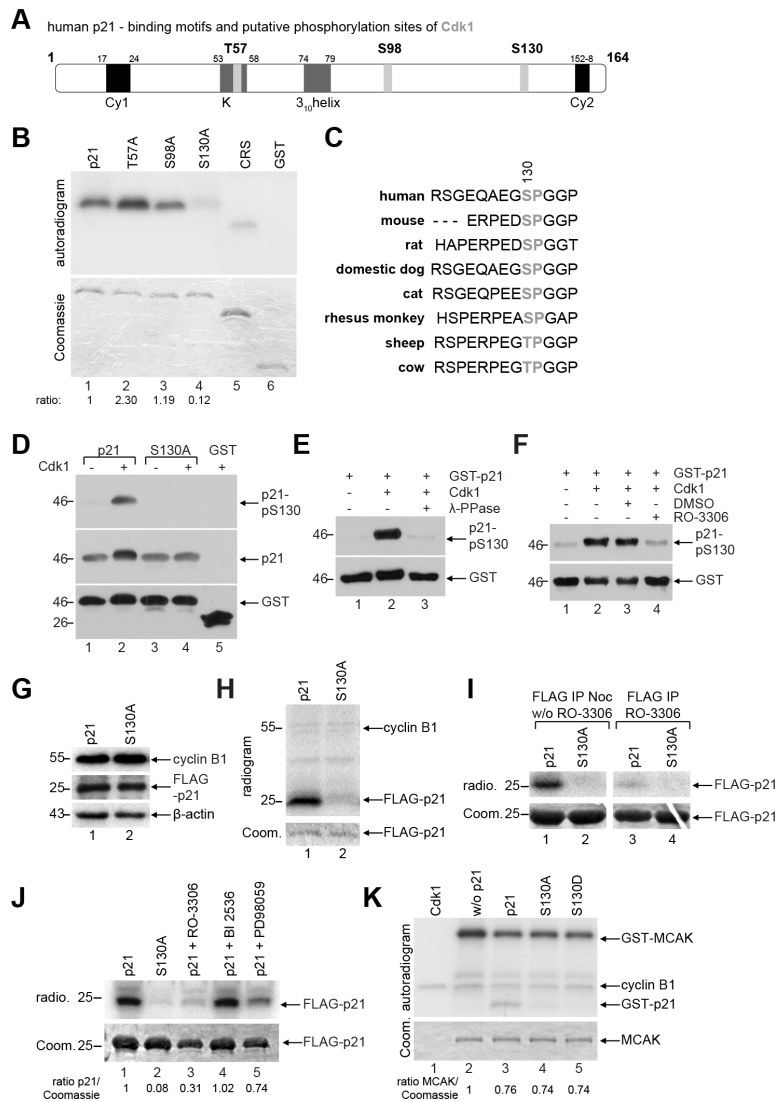 A human p21 - binding motifs and putative phosphorylation sites of Cdk1
T57 S98 S130
1 17 24 53 58 74 79 152-8 164
Cy1 K 3₁₀helix Cy2
B
p21 T57A S98A S130A CRS GST
autoradiogram
Coomassie
1 2 3 4 5 6
ratio: 1 2.30 1.19 0.12
C
130
human RSGEQAEGSPGGP
mouse --- ERPEDSPGGP
rat HAPERPEDSPGGT
domestic dog RSGEQAEGSPGGP
cat RSGEQPEESPGGP
rhesus monkey HSPERPEASPGAP
sheep RSPERPEGTPGGP
cow RSPERPEGTPGGP
D
p21 S130A GST
Cdk1 - + - + +
46 p21-
pS130
46 p21
46 GST
26
1 2 3 4 5
E
+ + + GST-p21
- + + Cdk1
- - + λ-PPase
46 p21-
pS130
46 GST
1 2 3
F
+ + + + GST-p21
- + + + Cdk1
- - + - DMSO
- - - + RO-3306
46 p21-
pS130
46 GST
1 2 3 4
G
p21 S130A
55 cyclin B1
25 FLAG
-p21
43 β-actin
1 2
H
p21 S130A
radiogram
55 cyclin B1
25 FLAG-p21
Coom. FLAG-p21
1 2
I
FLAG IP Noc FLAG IP
w/o RO-3306 RO-3306
p21 S130A p21 S130A
radio. 25 FLAG-p21
Coom. 25 FLAG-p21
1 2 3 4
J
p21 S130A p21 + RO-3306 p21 + BI 2536 p21 + PD98059
radio. 25 FLAG-p21
Coom. 25 FLAG-p21
1 2 3 4 5
ratio p21/
Coomassie 1 0.08 0.31 1.02 0.74
K
Cdk1 w/o p21 p21 S130A S130D
Coom. autoradiogram
GST-MCAK
cyclin B1
GST-p21
MCAK
1 2 3 4 5
ratio MCAK/
Coomassie 1 0.76 0.74 0.74